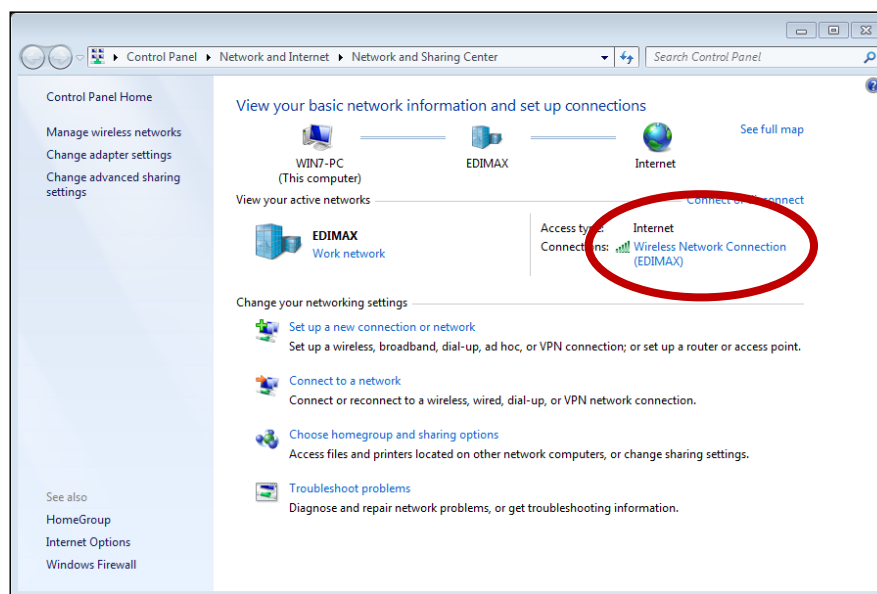 Control Panel Network and Internet Network and Sharing Center Search Control Panel
Control Panel Home
Manage wireless networks
Change adapter settings
Change advanced sharing
settings
See also
HomeGroup
Internet Options
Windows Firewall
View your basic network information and set up connections
See full map
WIN7-PC
(This computer)
EDIMAX
Internet
View your active networks
Connect or disconnect
EDIMAX
Work network
Access type: Internet
Connections: Wireless Network Connection
(EDIMAX)
Change your networking settings
Set up a new connection or network
Set up a wireless, broadband, dial-up, ad hoc, or VPN connection; or set up a router or access point.
Connect to a network
Connect or reconnect to a wireless, wired, dial-up, or VPN network connection.
Choose homegroup and sharing options
Access files and printers located on other network computers, or change sharing settings.
Troubleshoot problems
Diagnose and repair network problems, or get troubleshooting information.